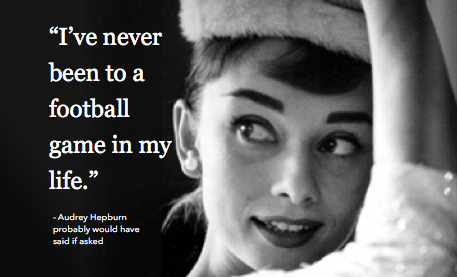 “I’ve never
been to a
football
game in my
life.”
- Audrey Hepburn
probably would have
said if asked